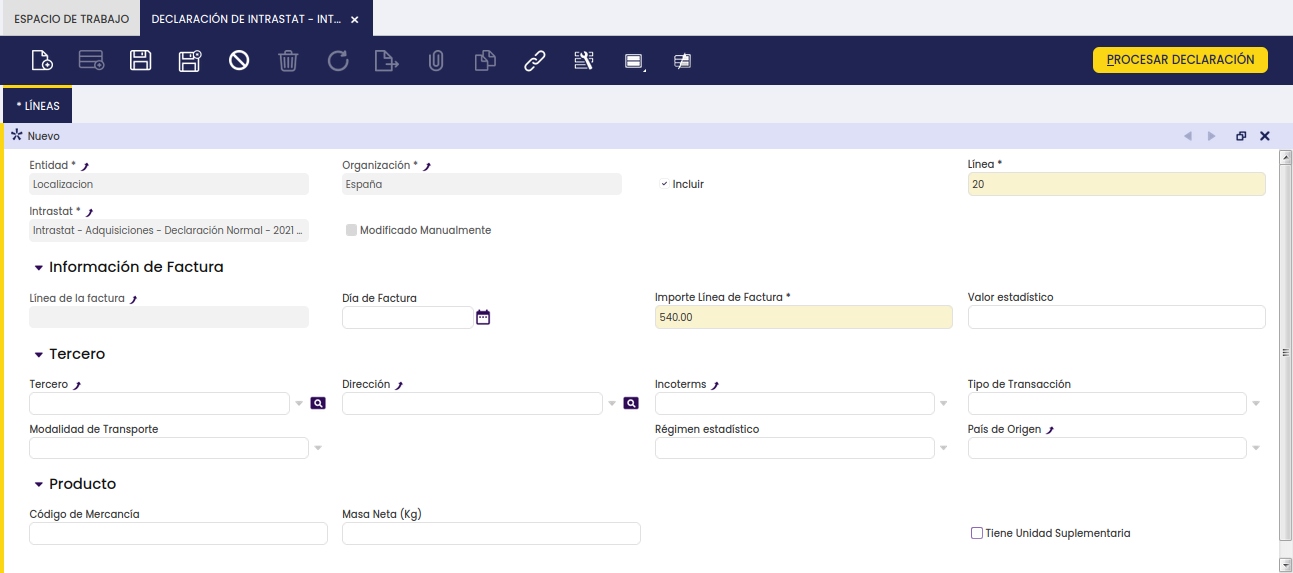 ESPACIO DE TRABAJO DECLARACIÓN DE INTRASTAT - INT...
PROCESAR DECLARACIÓN
* LÍNEAS
Nuevo
Entidad * Organización * Línea *
Localizacion España Incluir 20
Intrastat *
Intrastat - Adquisiciones - Declaración Normal - 2021 ... Modificado Manualmente
Información de Factura
Línea de la factura Día de Factura Importe Línea de Factura * Valor estadístico
540.00
Tercero
Tercero Dirección Incoterms Tipo de Transacción
Modalidad de Transporte Régimen estadístico País de Origen
Producto
Código de Mercancía Masa Neta (Kg)
Tiene Unidad Suplementaria